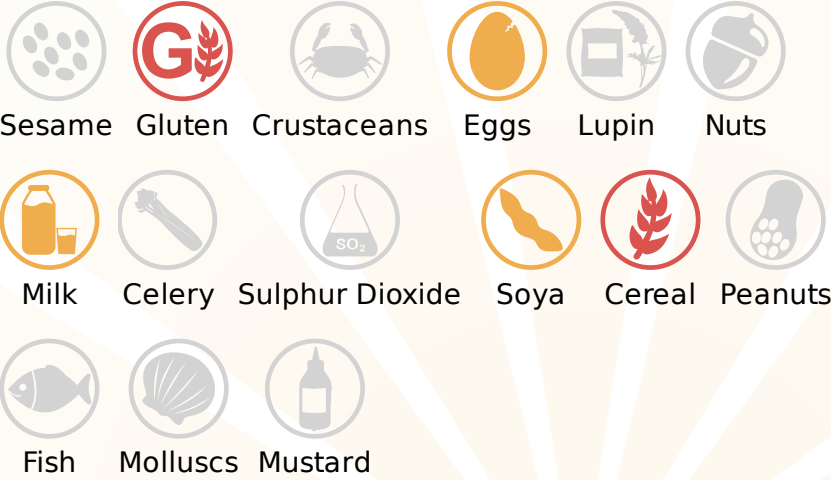 G
Sesame Gluten Crustaceans Eggs Lupin Nuts
SO₂
Milk Celery Sulphur Dioxide Soya Cereal Peanuts
Fish Molluscs Mustard